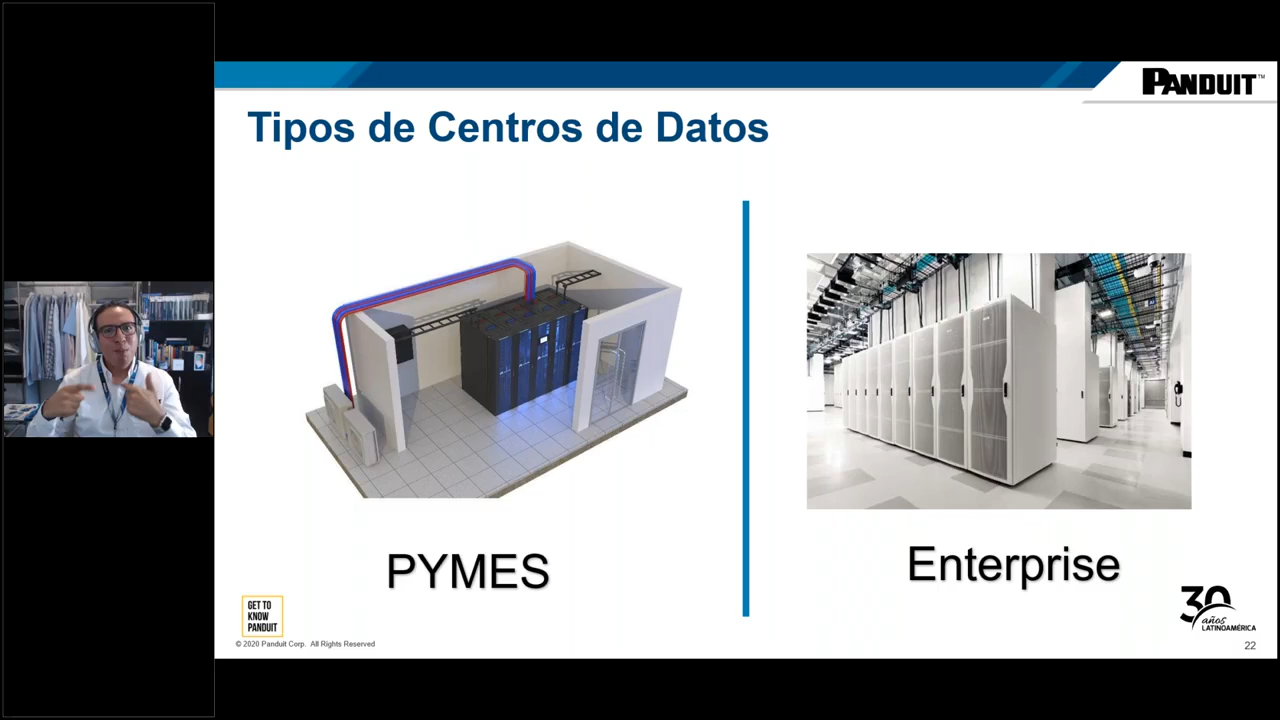 PANDUIT™
Tipos de Centros de Datos
PYMES
Enterprise
GET TO
KNOW
PANDUIT
© 2020 Panduit Corp. All Rights Reserved
30
años
LATINOAMÉRICA
22